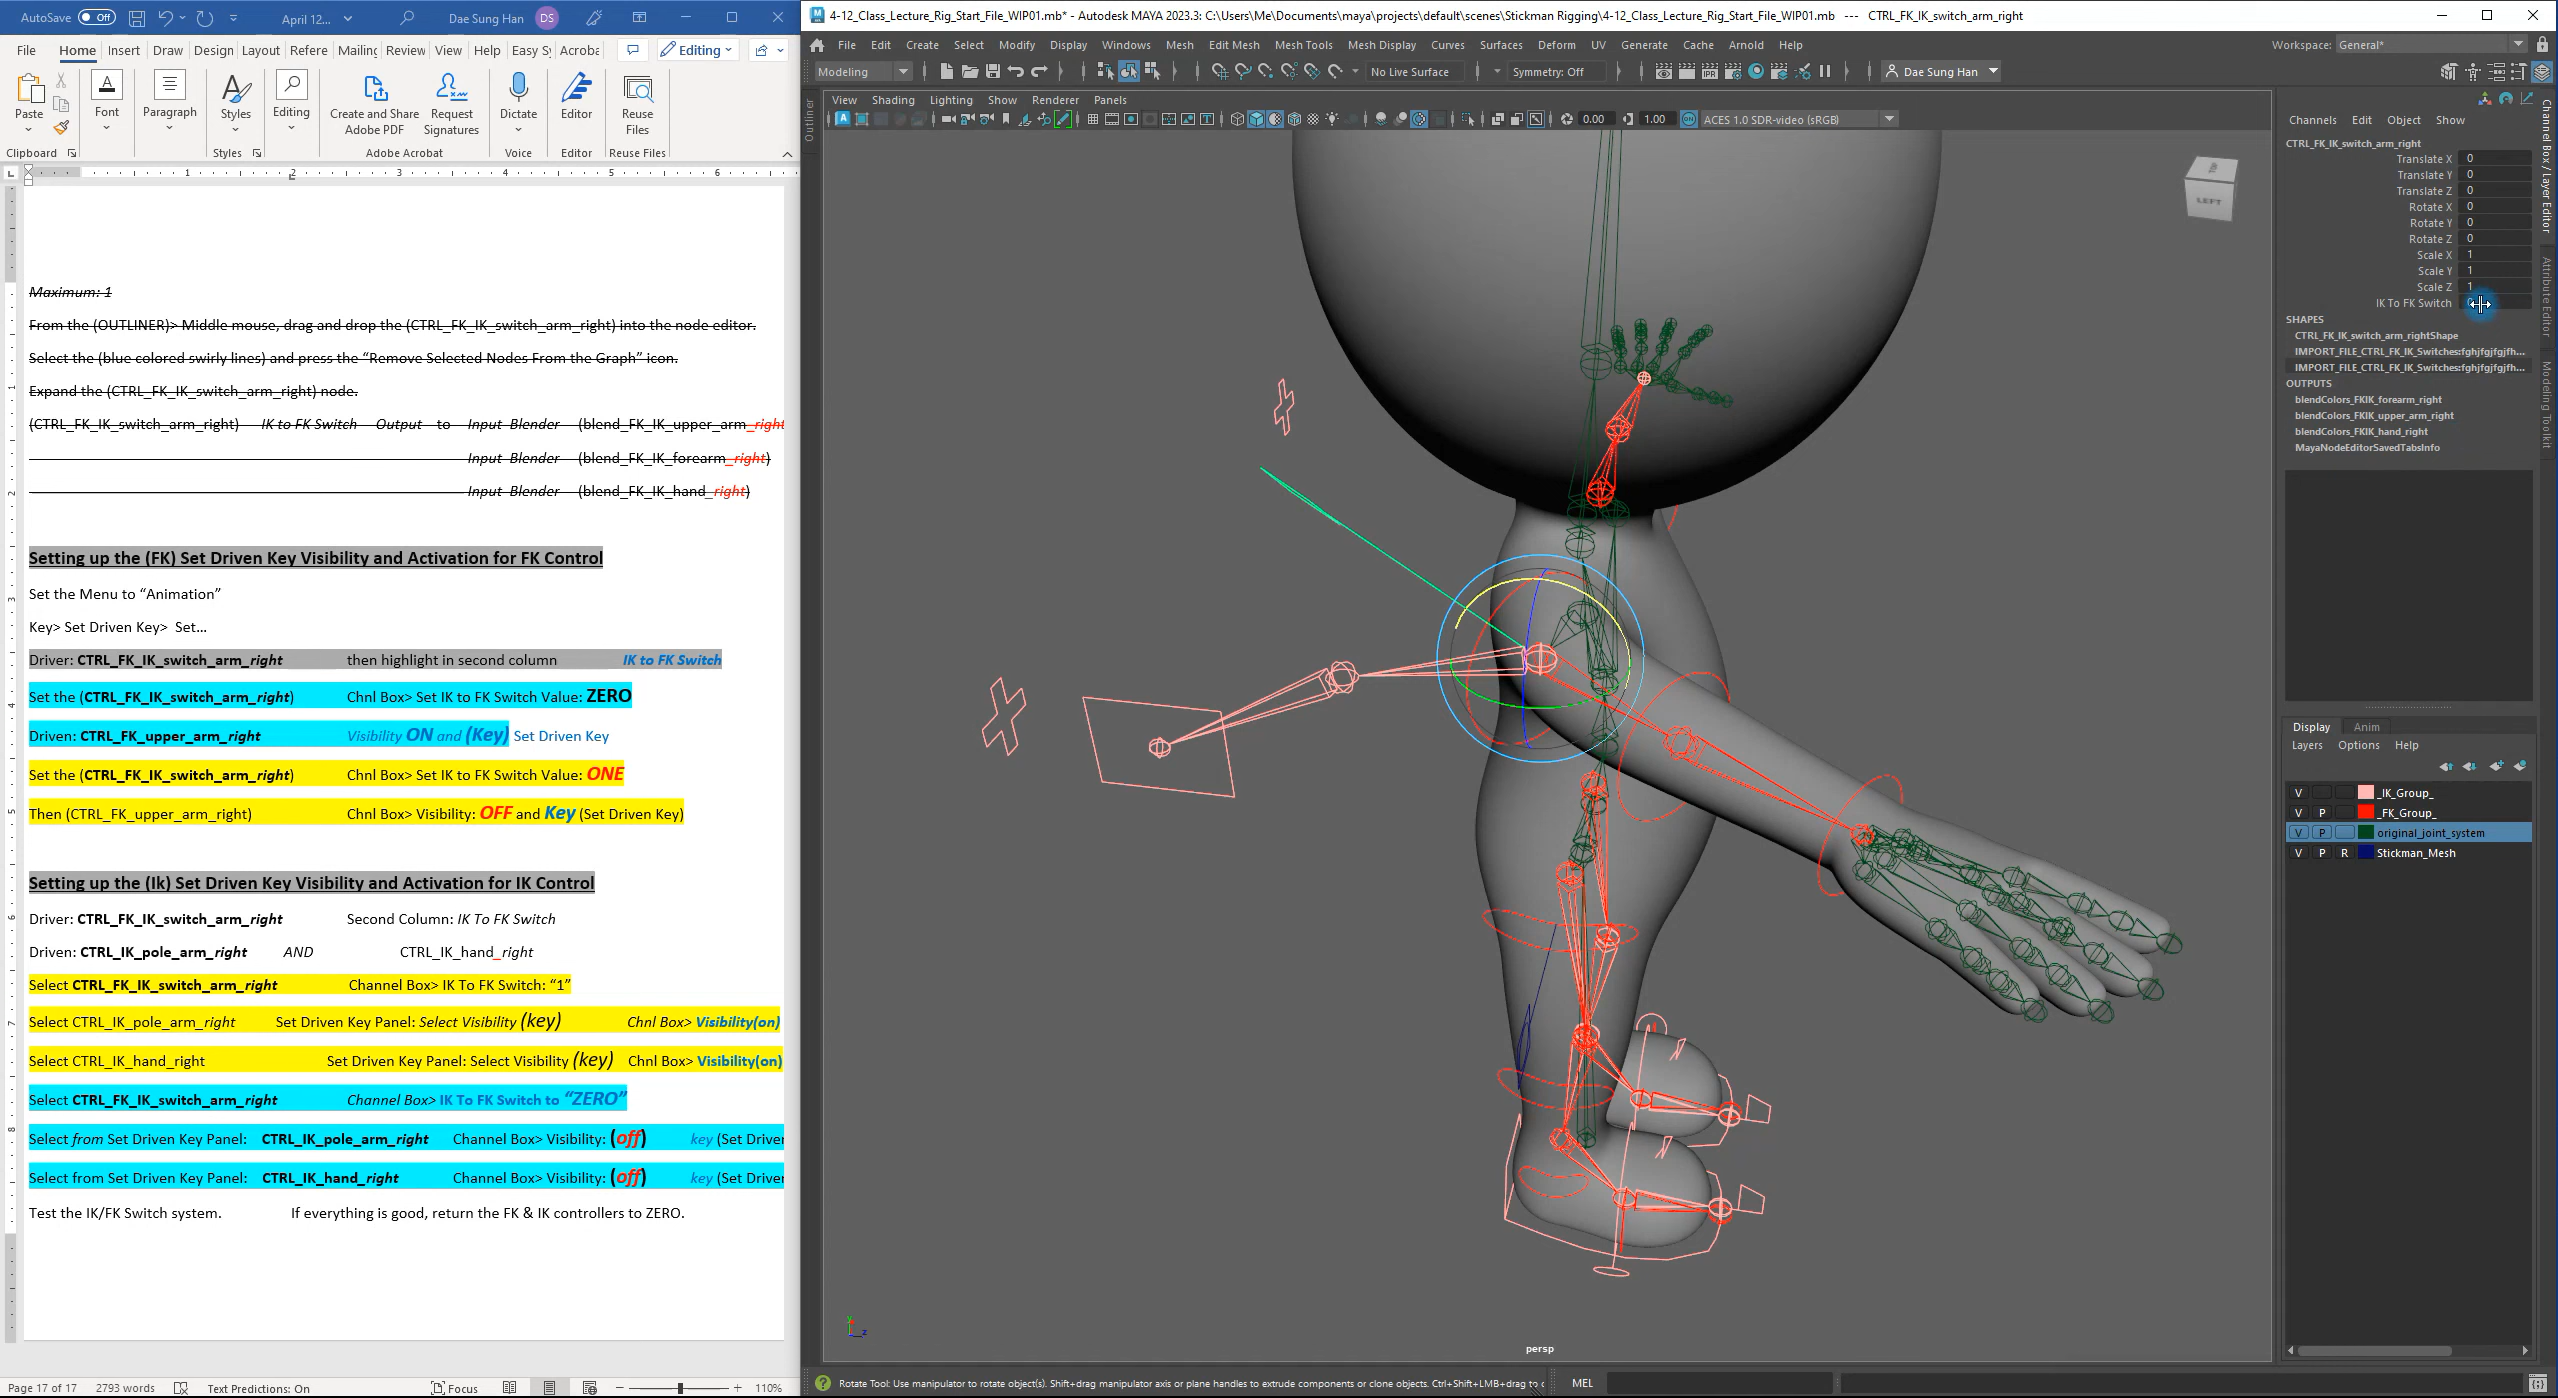 AutoSave Off April 12... Dae Sung Han DS
File Home Insert Draw Design Layout Refere Mailing Review View Help Easy Acroba Editing
Paste Font Paragraph Styles Editing Create and Share Adobe PDF Request Signatures Dictate Editor Reuse Files
Clipboard Styles Adobe Acrobat Voice Editor Reuse Files
1 2 3 4 5 6
Maximum: 1
From the (OUTLINER)> Middle mouse, drag and drop the (CTRL_FK_IK_switch_arm_right) into the node editor.
Select the (blue colored swirly lines) and press the “Remove Selected Nodes From the Graph” icon.
Expand the (CTRL_FK_IK_switch_arm_right) node.
(CTRL_FK_IK_switch_arm_right) IK to FK Switch Output to Input Blender (blend_FK_IK_upper_arm_right
Input Blender (blend_FK_IK_forearm_right)
Input Blender (blend_FK_IK_hand_right)
Setting up the (FK) Set Driven Key Visibility and Activation for FK Control
Set the Menu to “Animation”
Key> Set Driven Key> Set...
Driver: CTRL_FK_IK_switch_arm_right then highlight in second column IK to FK Switch
Set the (CTRL_FK_IK_switch_arm_right) Chnl Box> Set IK to FK Switch Value: ZERO
Driven: CTRL_FK_upper_arm_right Visibility ON and (Key) Set Driven Key
Set the (CTRL_FK_IK_switch_arm_right) Chnl Box> Set IK to FK Switch Value: ONE
Then (CTRL_FK_upper_arm_right) Chnl Box> Visibility: OFF and Key (Set Driven Key)
Setting up the (Ik) Set Driven Key Visibility and Activation for IK Control
Driver: CTRL_FK_IK_switch_arm_right Second Column: IK To FK Switch
Driven: CTRL_IK_pole_arm_right AND CTRL_IK_hand_right
Select CTRL_FK_IK_switch_arm_right Channel Box> IK To FK Switch: “1”
Select CTRL_IK_pole_arm_right Set Driven Key Panel: Select Visibility (key) Chnl Box> Visibility(on)
Select CTRL_IK_hand_right Set Driven Key Panel: Select Visibility (key) Chnl Box> Visibility(on)
Select CTRL_FK_IK_switch_arm_right Channel Box> IK To FK Switch to “ZERO”
Select from Set Driven Key Panel: CTRL_IK_pole_arm_right Channel Box> Visibility: (off) key (Set Driven
Select from Set Driven Key Panel: CTRL_IK_hand_right Channel Box> Visibility: (off) key (Set Driven
Test the IK/FK Switch system. If everything is good, return the FK & IK controllers to ZERO.
Page 17 of 17 2793 words Text Predictions: On Focus 110%
4-12_Class_Lecture_Rig_Start_File_WIP01.mb* - Autodesk MAYA 2023.3: C:\Users\Me\Documents\maya\projects\default\scenes\Stickman Rigging\4-12_Class_Lecture_Rig_Start_File_WIP01.mb --- CTRL_FK_IK_switch_arm_right
File Edit Create Select Modify Display Windows Mesh Edit Mesh Mesh Tools Mesh Display Curves Surfaces Deform UV Generate Cache Arnold Help Workspace: General*
Modeling No Live Surface Symmetry: Off IPR Dae Sung Han
Outliner
View Shading Lighting Show Renderer Panels
0.00 1.00 ACES 1.0 SDR-video (sRGB)
LEFT
persp
Channels Edit Object Show
CTRL_FK_IK_switch_arm_right
Translate X 0
Translate Y 0
Translate Z 0
Rotate X 0
Rotate Y 0
Rotate Z 0
Scale X 1
Scale Y 1
Scale Z 1
IK To FK Switch
SHAPES
CTRL_FK_IK_switch_arm_rightShape
IMPORT_FILE_CTRL_FK_IK_Switches:fghjfgjfgjfh...
IMPORT_FILE_CTRL_FK_IK_Switches:fghjfgjfgjfh...
OUTPUTS
blendColors_FKIK_forearm_right
blendColors_FKIK_upper_arm_right
blendColors_FKIK_hand_right
MayaNodeEditorSavedTabsInfo
Channel Box / Layer Editor
Attribute Editor
Modeling Toolkit
Display Anim
Layers Options Help
V _IK_Group_
V P _FK_Group_
V P original_joint_system
V P R Stickman_Mesh
Rotate Tool: Use manipulator to rotate object(s). Shift+drag manipulator axis or plane handles to extrude components or clone objects. Ctrl+Shift+LMB+drag to c MEL